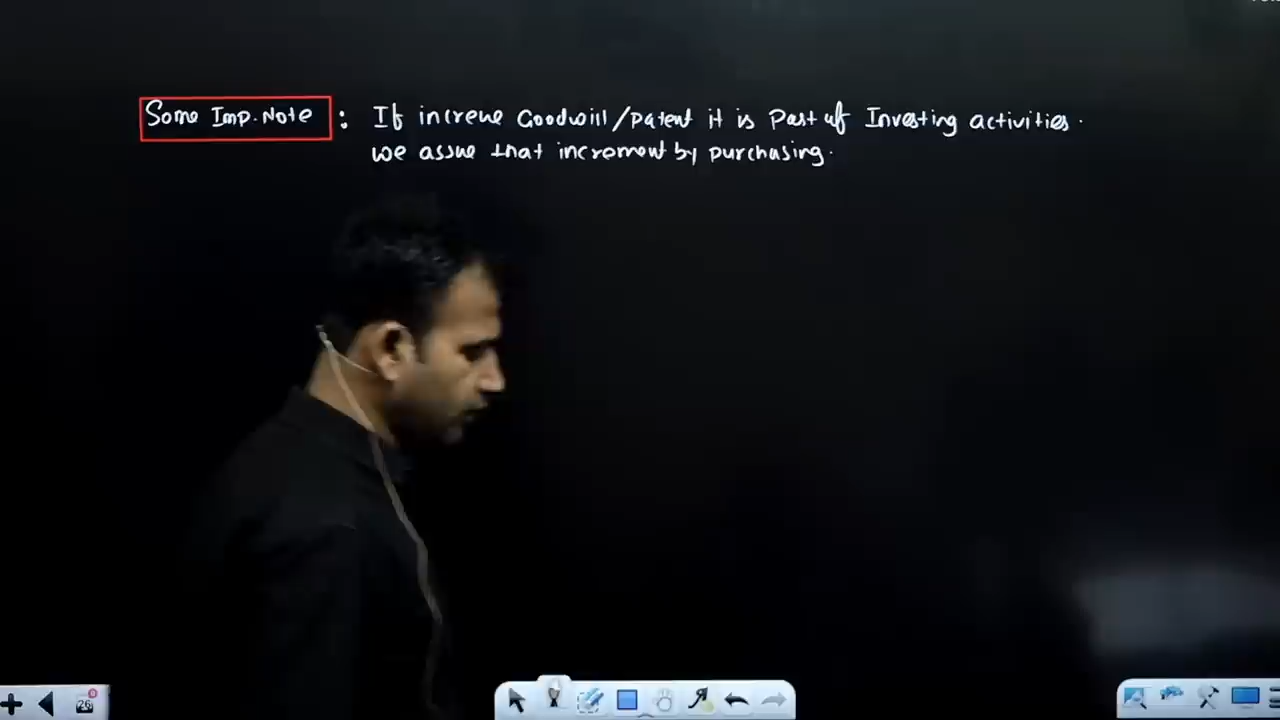 Some Imp. Note : If increne Goodwill/patent it is Part of Investing activities.
we assue that increment by purchasing.
26